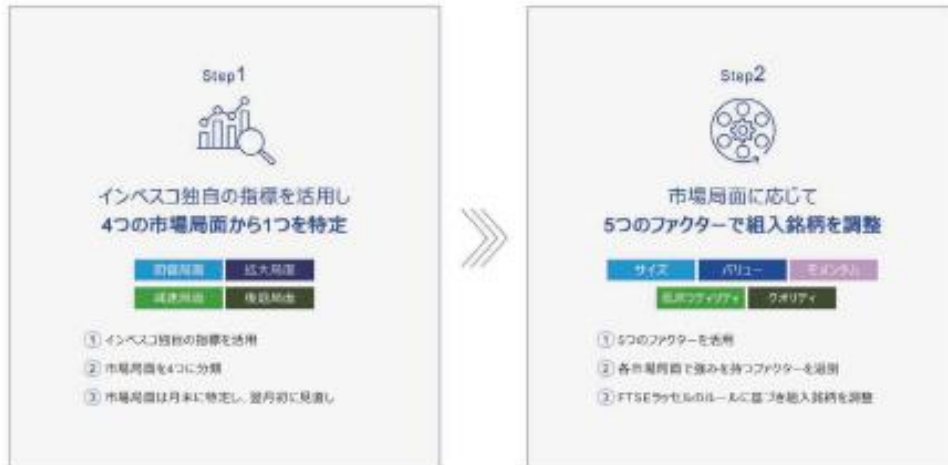 Step1
インベスコ独自の指標を活用し
4つの市場局面から1つを特定
回復局面
拡大局面
減速局面
後退局面
① インベスコ独自の指標を活用
② 市場局面を4つに分類
③ 市場局面は月末に特定し、翌月初に見直し
Step2
市場局面に応じて
5つのファクターで組入銘柄を調整
サイズ
バリュー
モメンタム
低ボラティリティ
クオリティ
① 5つのファクターを活用
② 各市場局面で強みを持つファクターを選別
③ FTSEラッセルのルールに基づき組入銘柄を調整